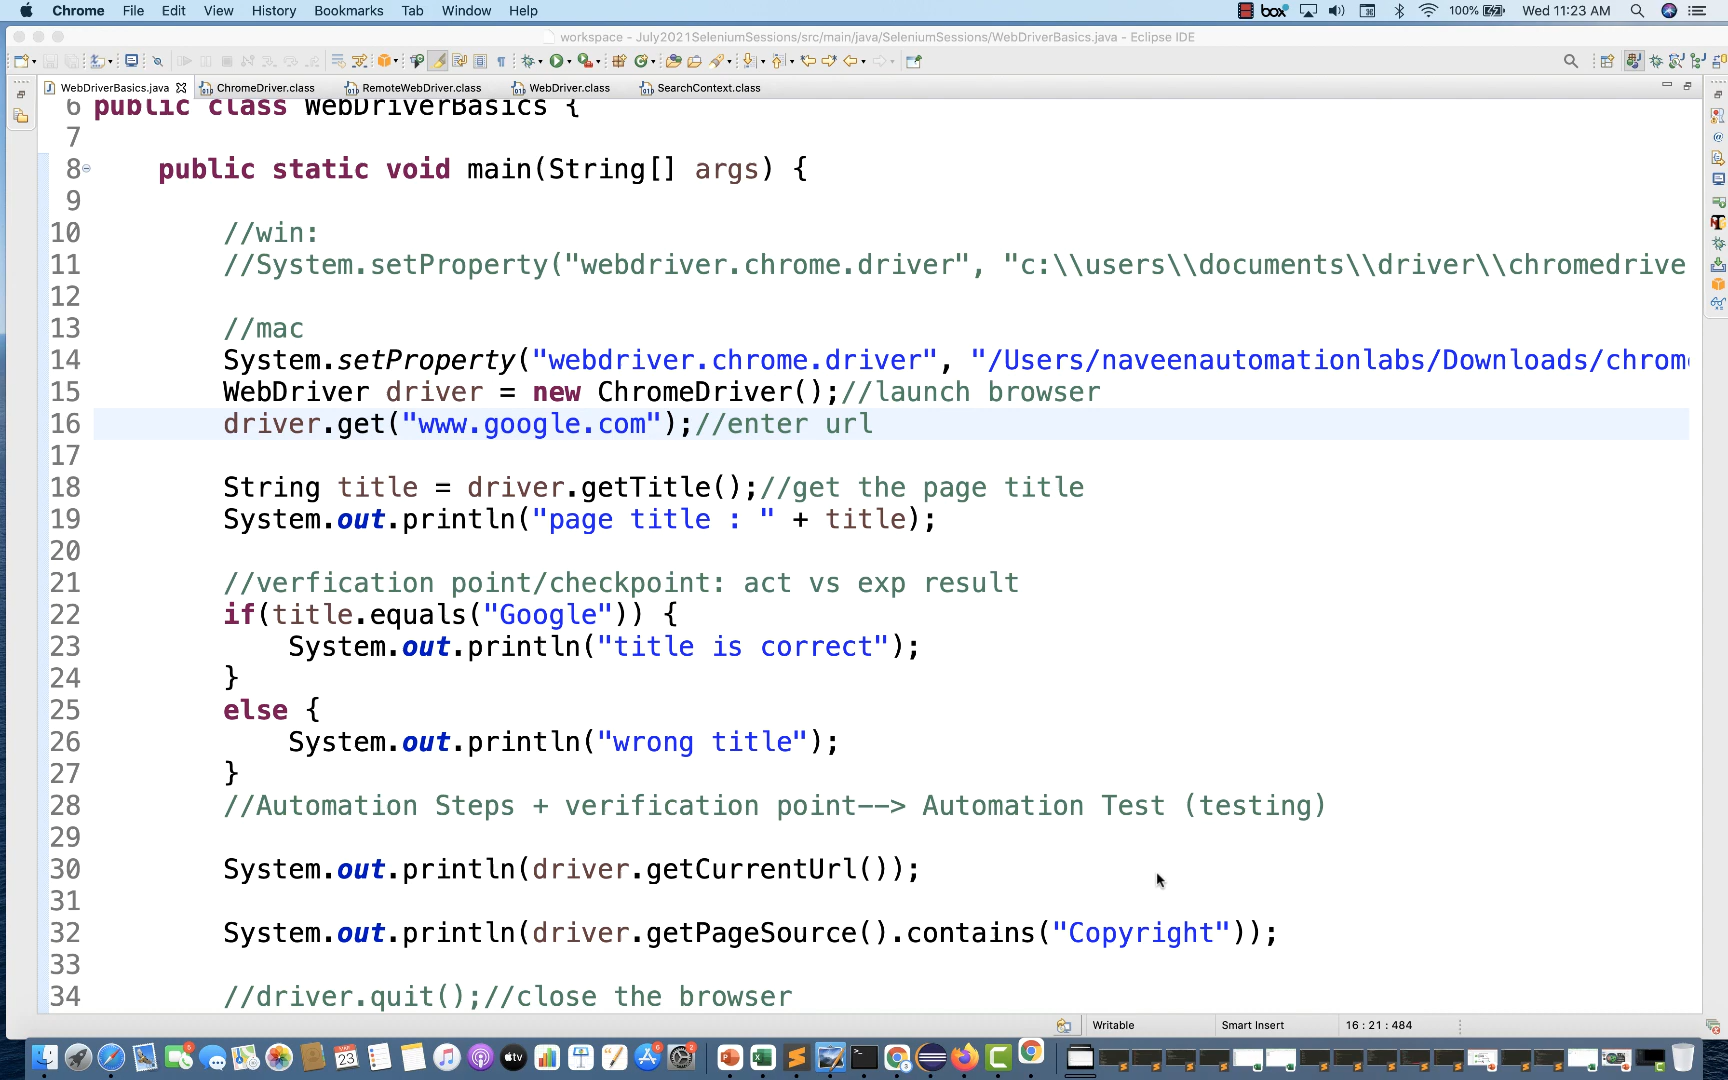 Chrome File Edit View History Bookmarks Tab Window Help box 100% Wed 11:23 AM
workspace - July2021SeleniumSessions/src/main/java/SeleniumSessions/WebDriverBasics.java - Eclipse IDE
WebDriverBasics.java ChromeDriver.class RemoteWebDriver.class WebDriver.class SearchContext.class
6 public class WebDriverBasics {
7
8 public static void main(String[] args) {
9
10 //win:
11 //System.setProperty("webdriver.chrome.driver", "c:\\users\\documents\\driver\\chromedrive
12
13 //mac
14 System.setProperty("webdriver.chrome.driver", "/Users/naveenautomationlabs/Downloads/chrom
15 WebDriver driver = new ChromeDriver();//launch browser
16 driver.get("www.google.com");//enter url
17
18 String title = driver.getTitle();//get the page title
19 System.out.println("page title : " + title);
20
21 //verfication point/checkpoint: act vs exp result
22 if(title.equals("Google")) {
23 System.out.println("title is correct");
24 }
25 else {
26 System.out.println("wrong title");
27 }
28 //Automation Steps + verification point--> Automation Test (testing)
29
30 System.out.println(driver.getCurrentUrl());
31
32 System.out.println(driver.getPageSource().contains("Copyright"));
33
34 //driver.quit();//close the browser
Writable Smart Insert 16 : 21 : 484